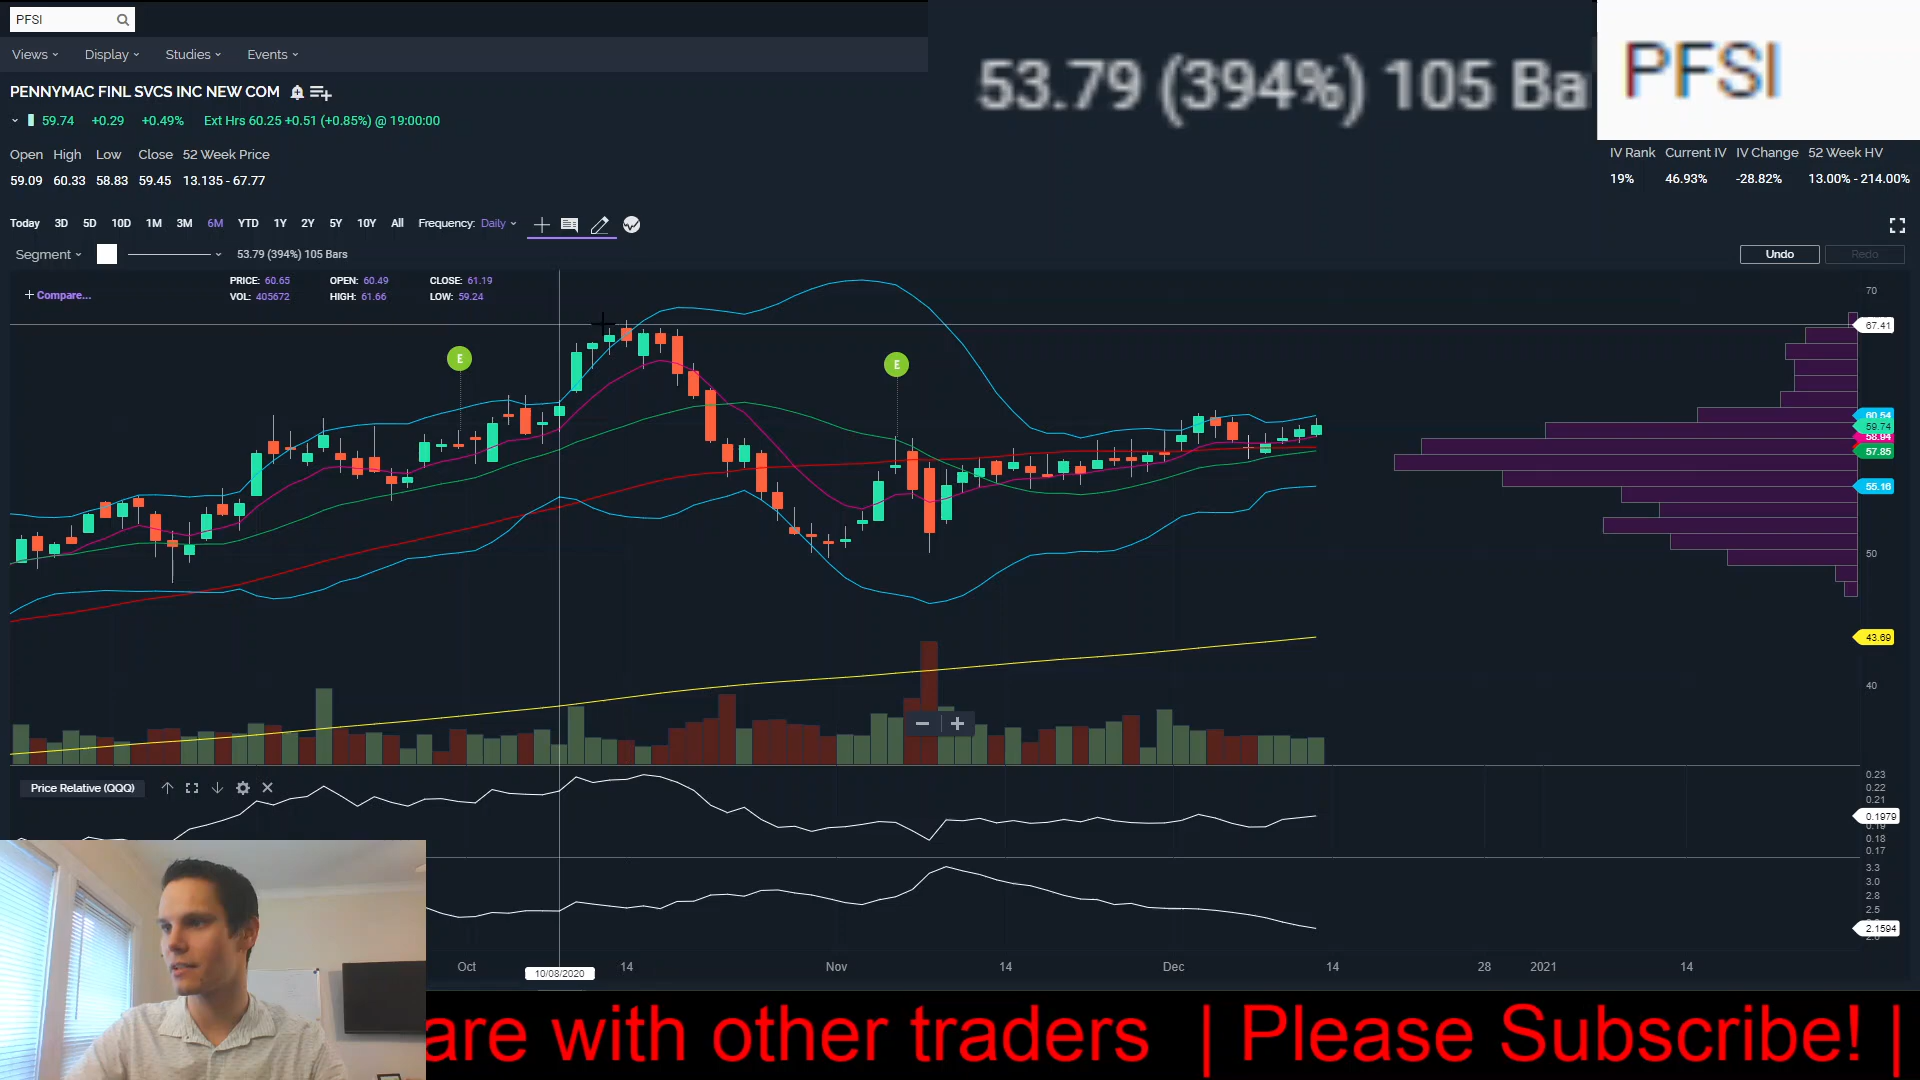 PFSI
53.79 (394%) 105 Ba
PFSI
Views Display Studies Events
PENNYMAC FINL SVCS INC NEW COM
59.74 +0.29 +0.49% Ext Hrs 60.25 +0.51 (+0.85%) @ 19:00:00
Open High Low Close 52 Week Price
59.09 60.33 58.83 59.45 13.135 - 67.77
IV Rank Current IV IV Change 52 Week HV
19% 46.93% -28.82% 13.00% - 214.00%
Today 3D 5D 10D 1M 3M 6M YTD 1Y 2Y 5Y 10Y All Frequency: Daily
Segment 53.79 (394%) 105 Bars
Undo Redo
+ Compare...
PRICE: 60.65 OPEN: 60.49 CLOSE: 61.19
VOL: 405672 HIGH: 61.66 LOW: 59.24
E
E
70
67.41
60.54
59.74
58.94
57.85
55.16
50
43.69
40
Price Relative (QQQ)
0.23
0.22
0.21
0.1979
0.19
0.18
0.17
3.3
3.0
2.8
2.5
2.1594
Oct 10/08/2020 14 Nov 14 Dec 14 28 2021 14
are with other traders | Please Subscribe! |